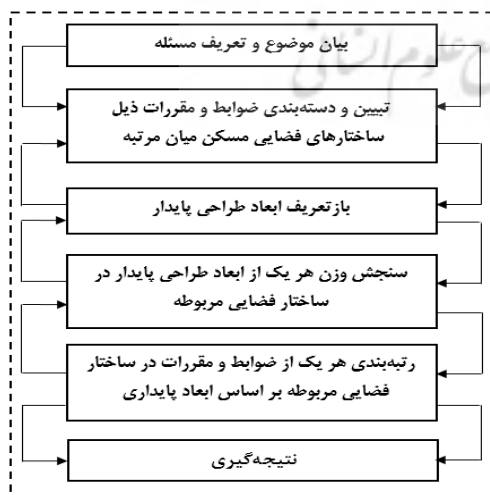 بیان موضوع و تعریف مسئله
تبیین و دسته‌بندی ضوابط و مقررات ذیل
ساختارهای فضایی مسکن میان مرتبه
بازتعریف ابعاد طراحی پایدار
سنجش وزن هر یک از ابعاد طراحی پایدار در
ساختار فضایی مربوطه
رتبه‌بندی هر یک از ضوابط و مقررات در ساختار
فضایی مربوطه بر اساس ابعاد پایداری
نتیجه‌گیری
علوم انسانی